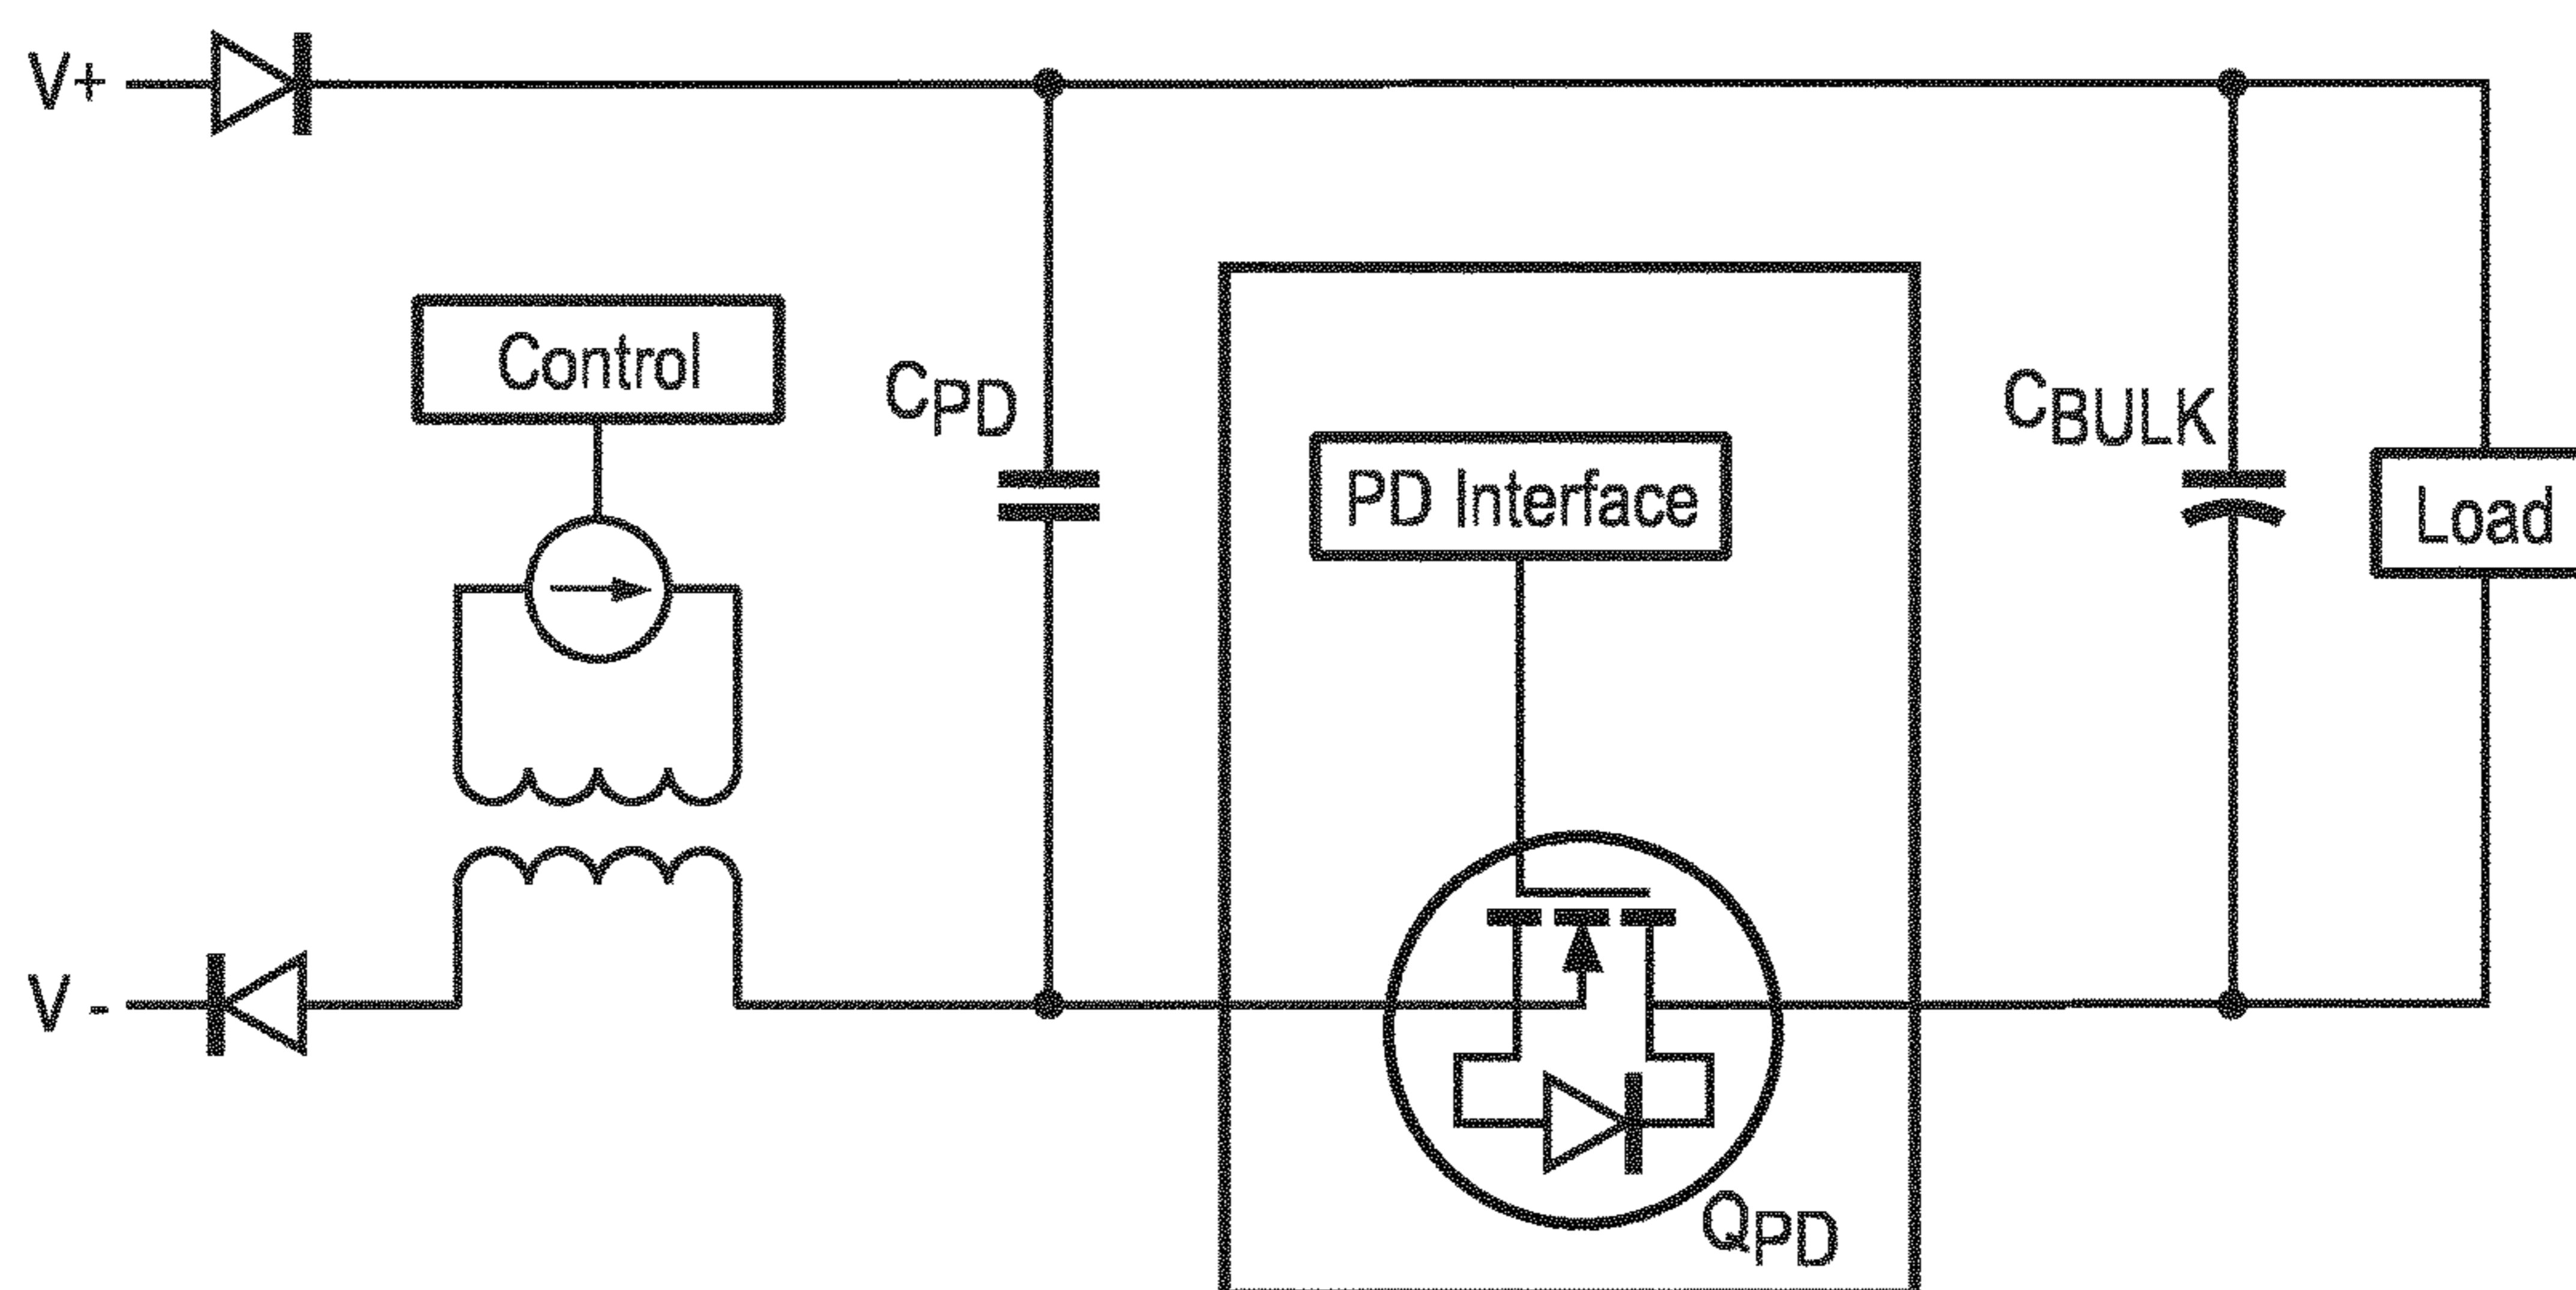 V+
Control
CPD
CBULK
PD Interface
Load
V -
QPD